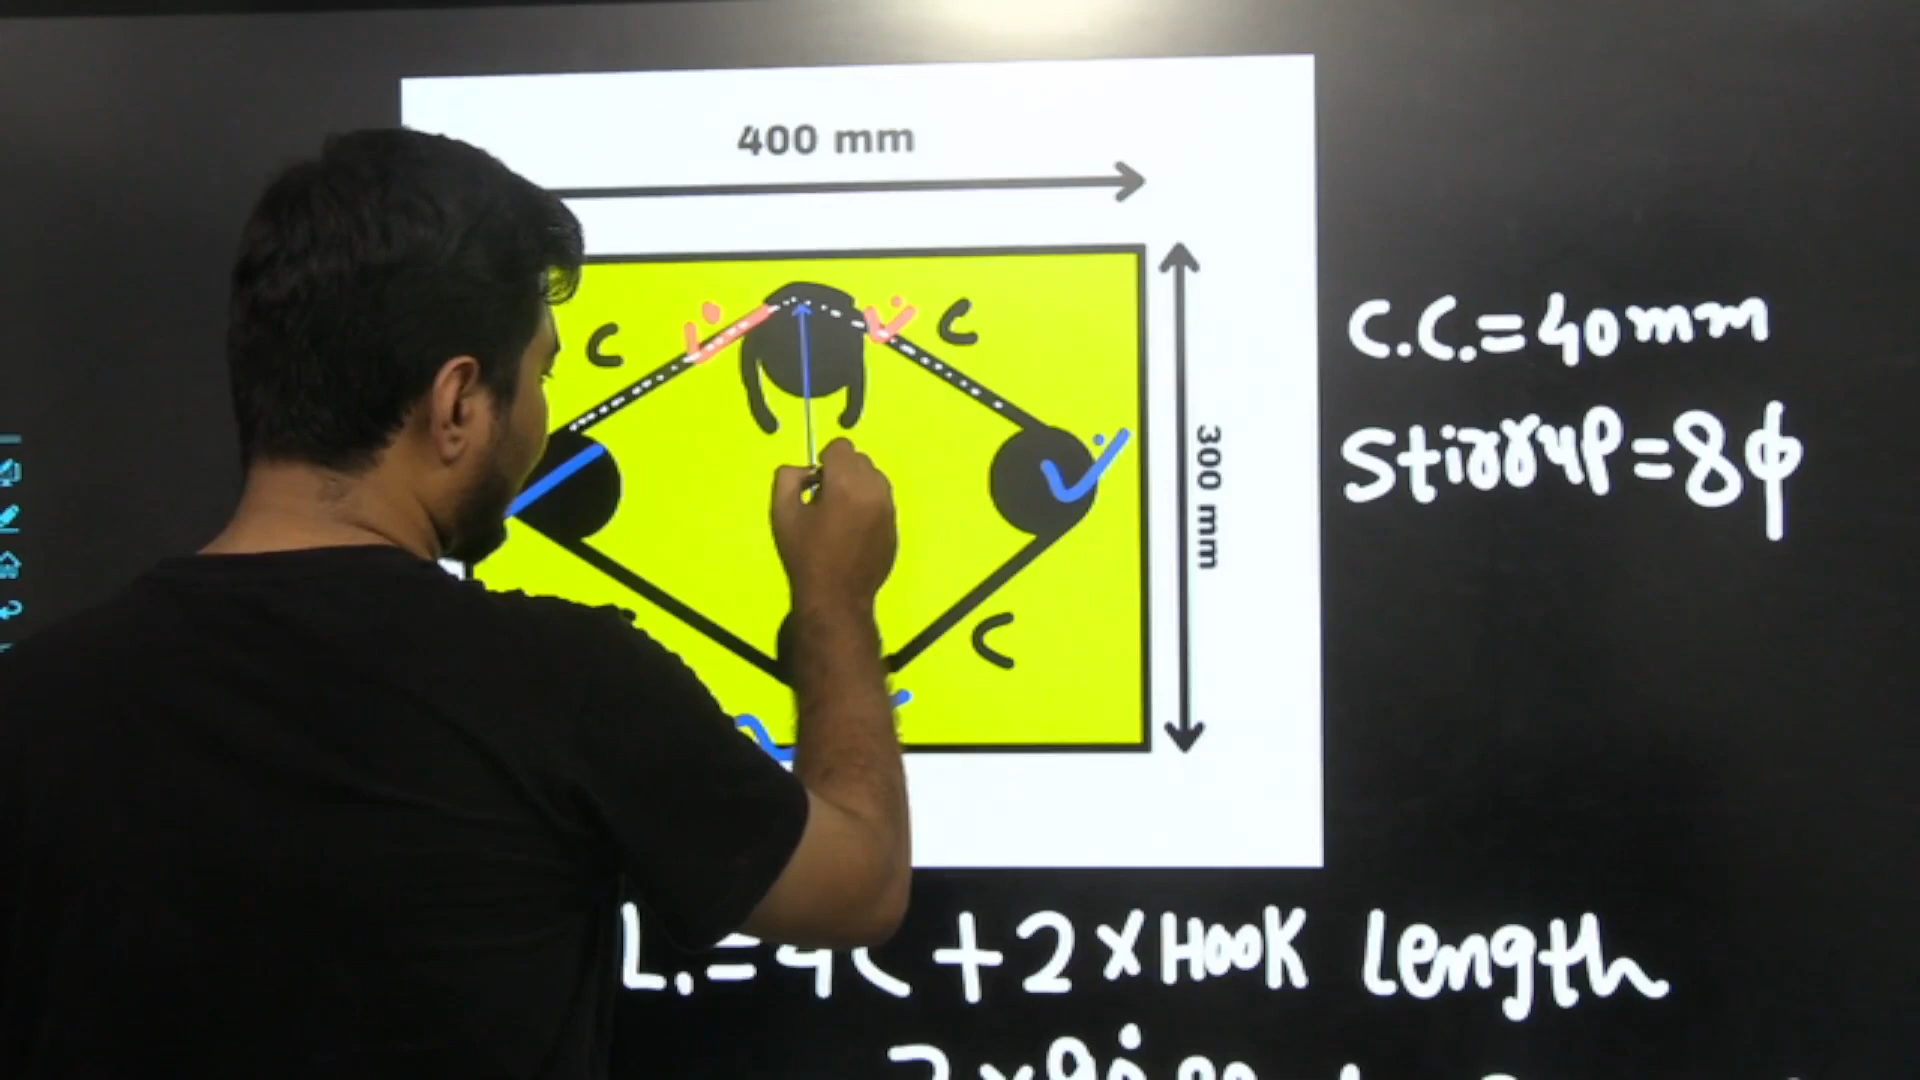 400 mm
C C
C.C.=40mm
300 mm
Stirrup=8ϕ
C
L.=4C+2×HOOK Length